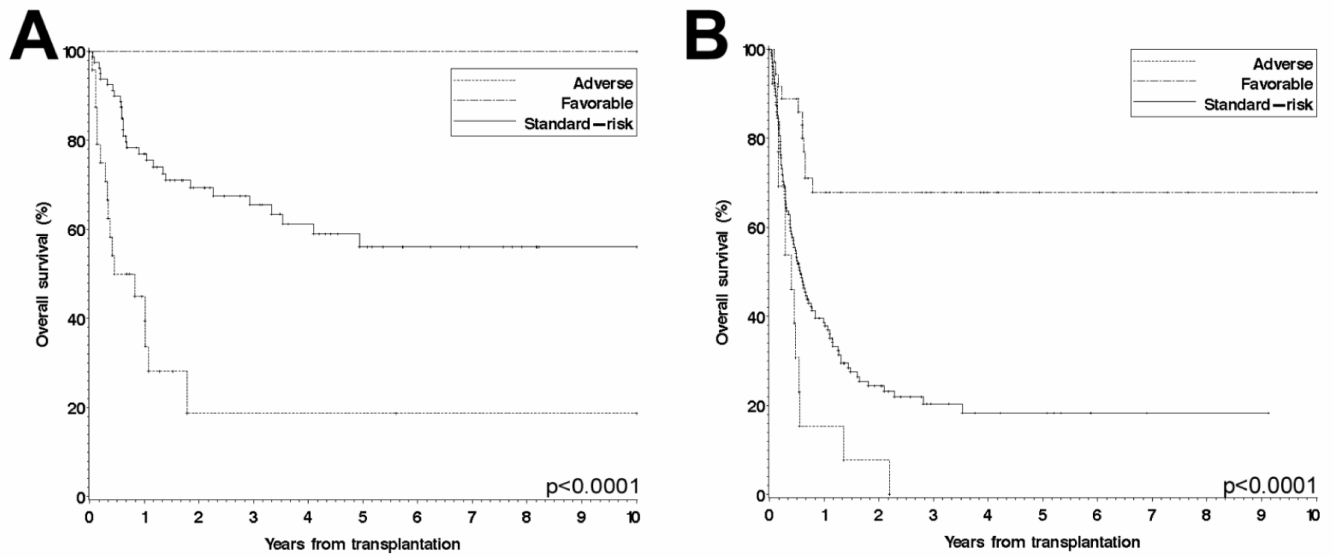 A
100
80
60
40
20
0
Overall survival (%)
Adverse
Favorable
Standard—risk
p<0.0001
0 1 2 3 4 5 6 7 8 9 10
Years from transplantation
B
100
80
60
40
20
0
Overall survival (%)
Adverse
Favorable
Standard—risk
p<0.0001
0 1 2 3 4 5 6 7 8 9 10
Years from transplantation